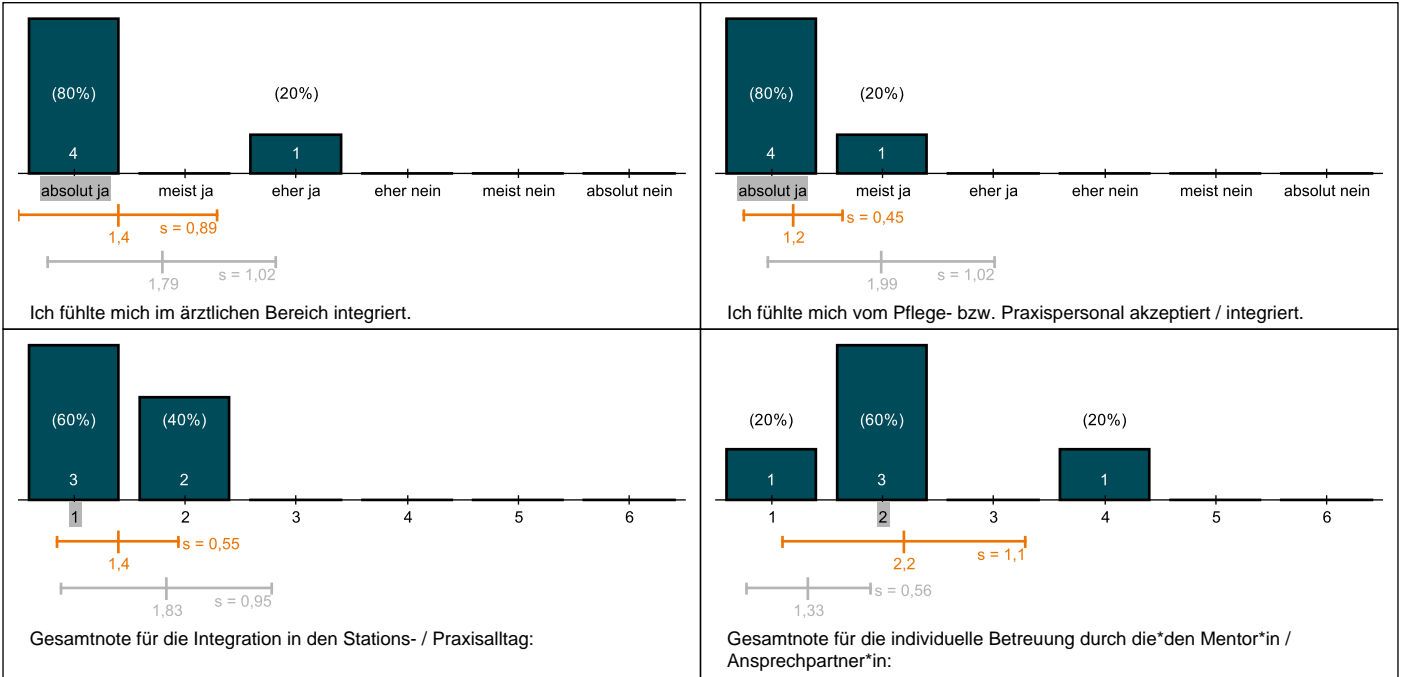 (80%)
(20%)
4
1
absolut ja meist ja eher ja eher nein meist nein absolut nein
s = 0,89
1,4
s = 1,02
1,79
Ich fühlte mich im ärztlichen Bereich integriert.
(80%)
(20%)
4
1
absolut ja meist ja eher ja eher nein meist nein absolut nein
s = 0,45
1,2
s = 1,02
1,99
Ich fühlte mich vom Pflege- bzw. Praxispersonal akzeptiert / integriert.
(60%)
(40%)
3
2
1 2 3 4 5 6
s = 0,55
1,4
s = 0,95
1,83
Gesamtnote für die Integration in den Stations- / Praxisalltag:
(20%)
(60%)
(20%)
1
3
1
1 2 3 4 5 6
s = 1,1
2,2
s = 0,56
1,33
Gesamtnote für die individuelle Betreuung durch die*den Mentor*in /
Ansprechpartner*in: